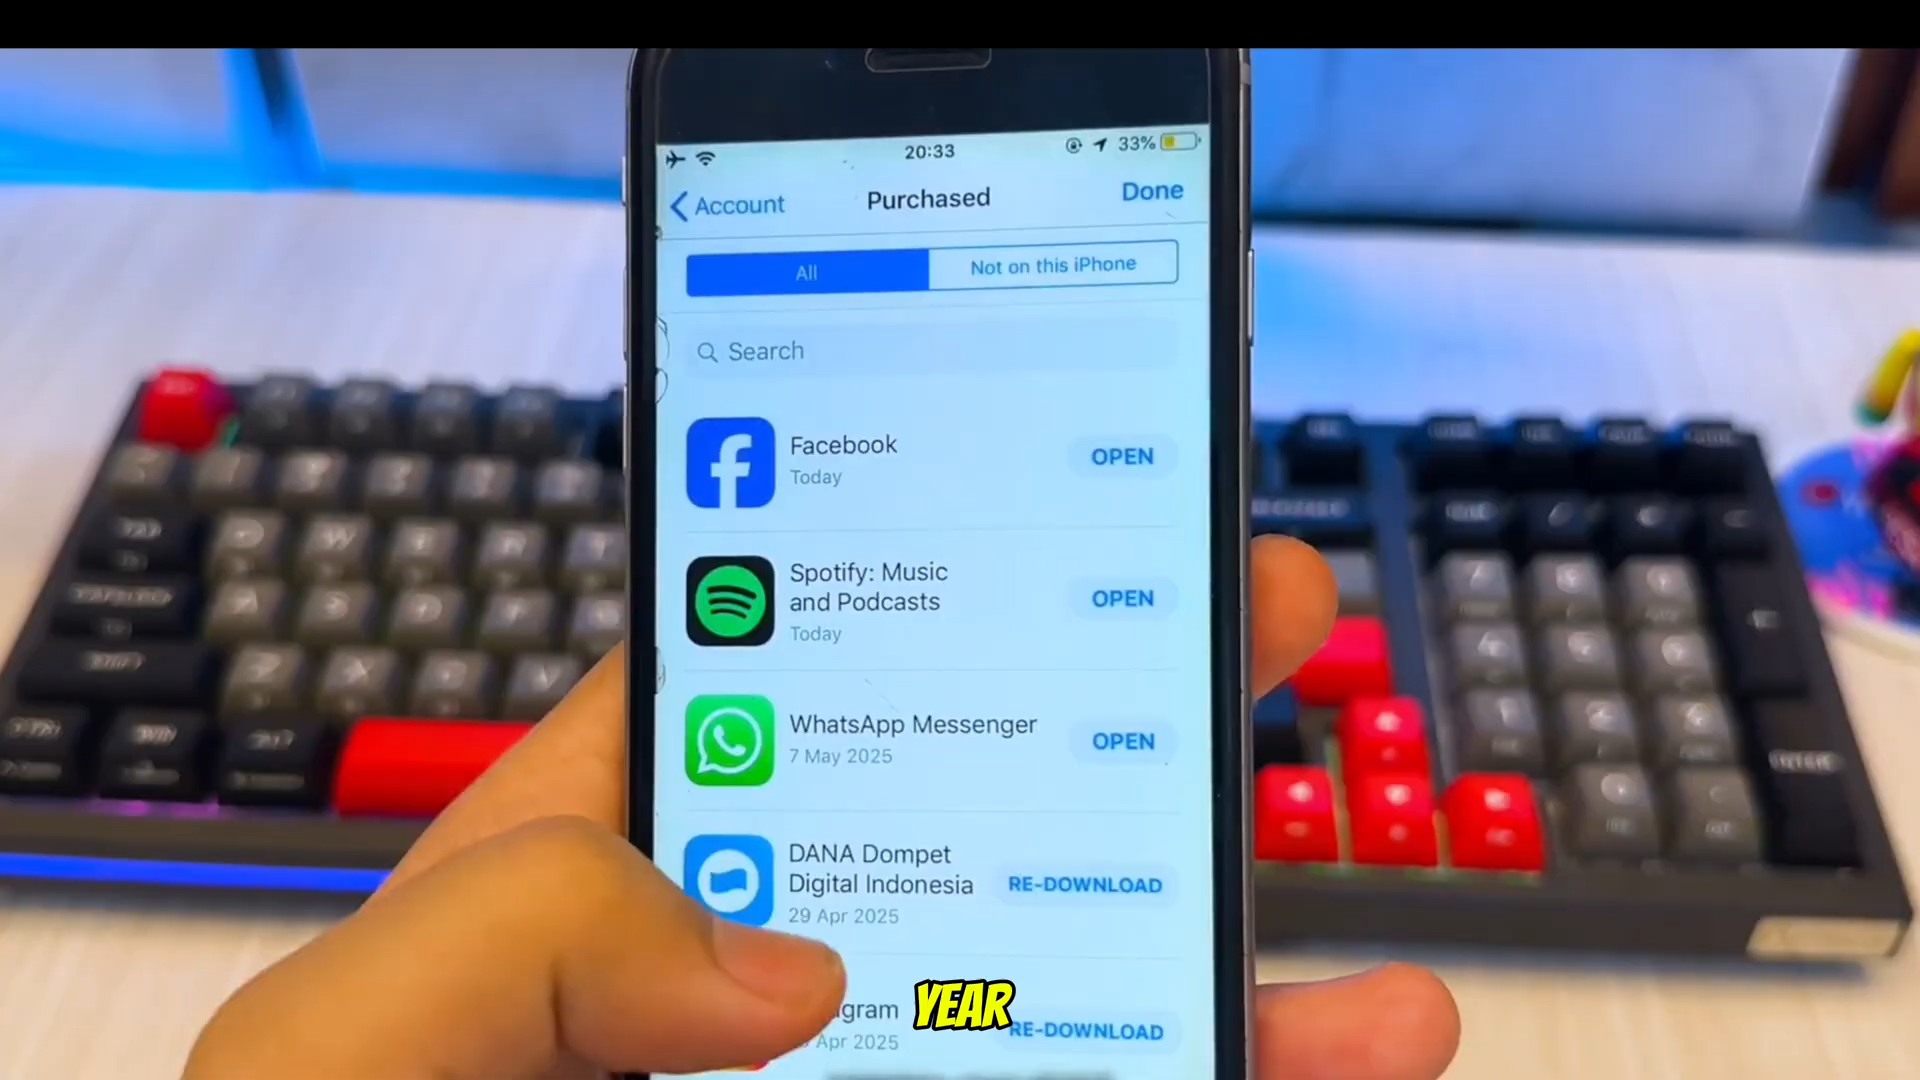 20:33
33%
Account
Purchased
Done
All
Not on this iPhone
Search
Facebook
Today
OPEN
Spotify: Music
and Podcasts
Today
OPEN
WhatsApp Messenger
7 May 2025
OPEN
DANA Dompet
Digital Indonesia
29 Apr 2025
RE-DOWNLOAD
gram
Apr 2025
RE-DOWNLOAD
YEAR